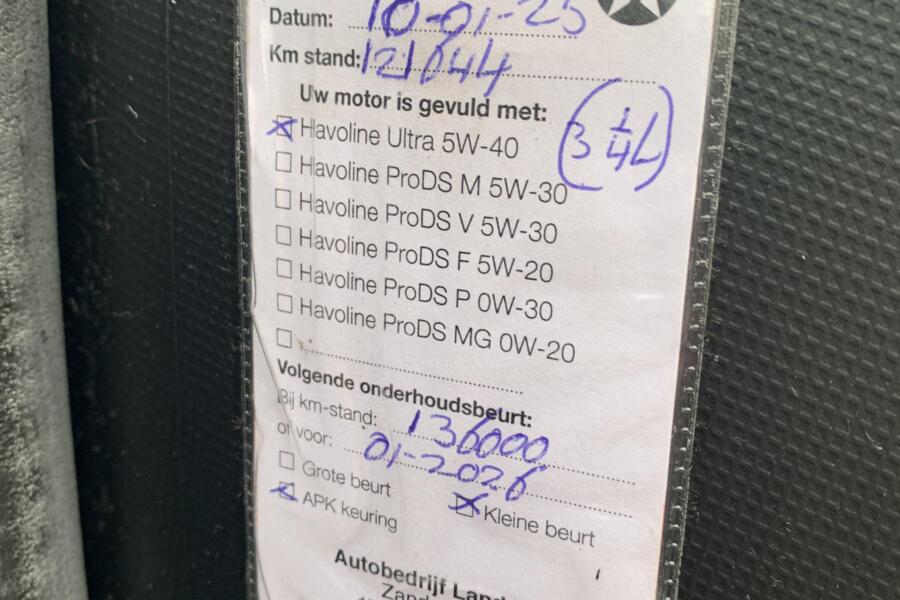 Datum: 10-01-25
Km stand: 121844
Uw motor is gevuld met:
Havoline Ultra 5W-40
(3 1/4L)
Havoline ProDS M 5W-30
Havoline ProDS V 5W-30
Havoline ProDS F 5W-20
Havoline ProDS P 0W-30
Havoline ProDS MG 0W-20
Volgende onderhoudsbeurt:
Bij km-stand: 136000
of voor: 01-2026
Grote beurt
Kleine beurt
APK keuring
Autobedrijf